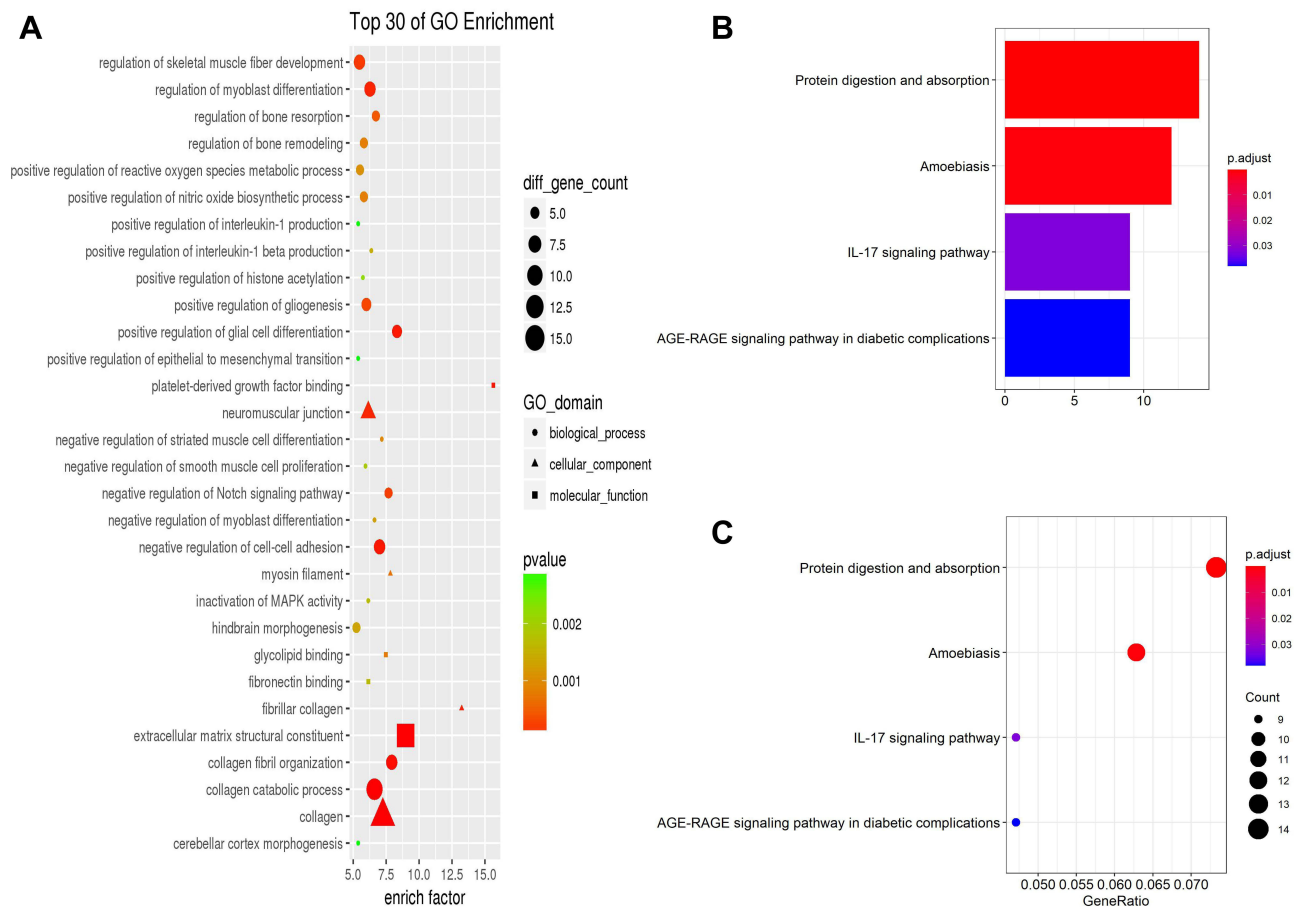 A
Top 30 of GO Enrichment
regulation of skeletal muscle fiber development
regulation of myoblast differentiation
regulation of bone resorption
regulation of bone remodeling
positive regulation of reactive oxygen species metabolic process
positive regulation of nitric oxide biosynthetic process
positive regulation of interleukin-1 production
positive regulation of interleukin-1 beta production
positive regulation of histone acetylation
positive regulation of gliogenesis
positive regulation of glial cell differentiation
positive regulation of epithelial to mesenchymal transition
platelet-derived growth factor binding
neuromuscular junction
negative regulation of striated muscle cell differentiation
negative regulation of smooth muscle cell proliferation
negative regulation of Notch signaling pathway
negative regulation of myoblast differentiation
negative regulation of cell-cell adhesion
myosin filament
inactivation of MAPK activity
hindbrain morphogenesis
glycolipid binding
fibronectin binding
fibrillar collagen
extracellular matrix structural constituent
collagen fibril organization
collagen catabolic process
collagen
cerebellar cortex morphogenesis
5.0 7.5 10.0 12.5 15.0
enrich factor
diff_gene_count
5.0
7.5
10.0
12.5
15.0
GO_domain
biological_process
cellular_component
molecular_function
pvalue
0.002
0.001
B
Protein digestion and absorption
Amoebiasis
IL-17 signaling pathway
AGE-RAGE signaling pathway in diabetic complications
0 5 10
p.adjust
0.01
0.02
0.03
C
Protein digestion and absorption
Amoebiasis
IL-17 signaling pathway
AGE-RAGE signaling pathway in diabetic complications
0.050 0.055 0.060 0.065 0.070
GeneRatio
p.adjust
0.01
0.02
0.03
Count
9
10
11
12
13
14